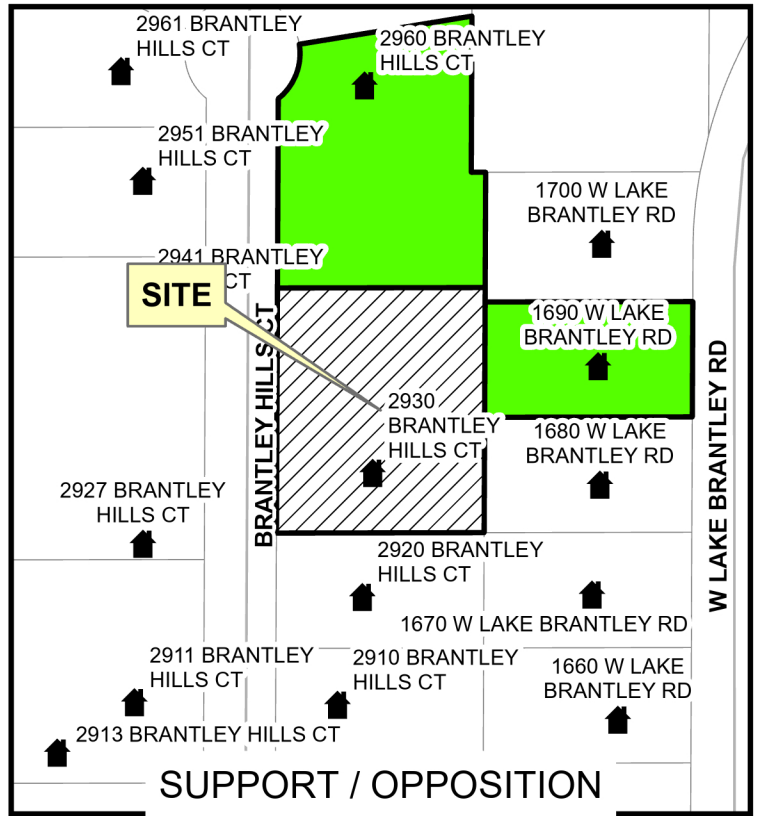 2961 BRANTLEY
HILLS CT
2960 BRANTLEY
HILLS CT
2951 BRANTLEY
HILLS CT
1700 W LAKE
BRANTLEY RD
2941 BRANTLEY
CT
SITE
1690 W LAKE
BRANTLEY RD
BRANTLEY HILLS CT
2930
BRANTLEY
HILLS CT
1680 W LAKE
BRANTLEY RD
W LAKE BRANTLEY RD
2927 BRANTLEY
HILLS CT
2920 BRANTLEY
HILLS CT
1670 W LAKE BRANTLEY RD
2911 BRANTLEY
HILLS CT
2910 BRANTLEY
HILLS CT
1660 W LAKE
BRANTLEY RD
2913 BRANTLEY HILLS CT
SUPPORT / OPPOSITION